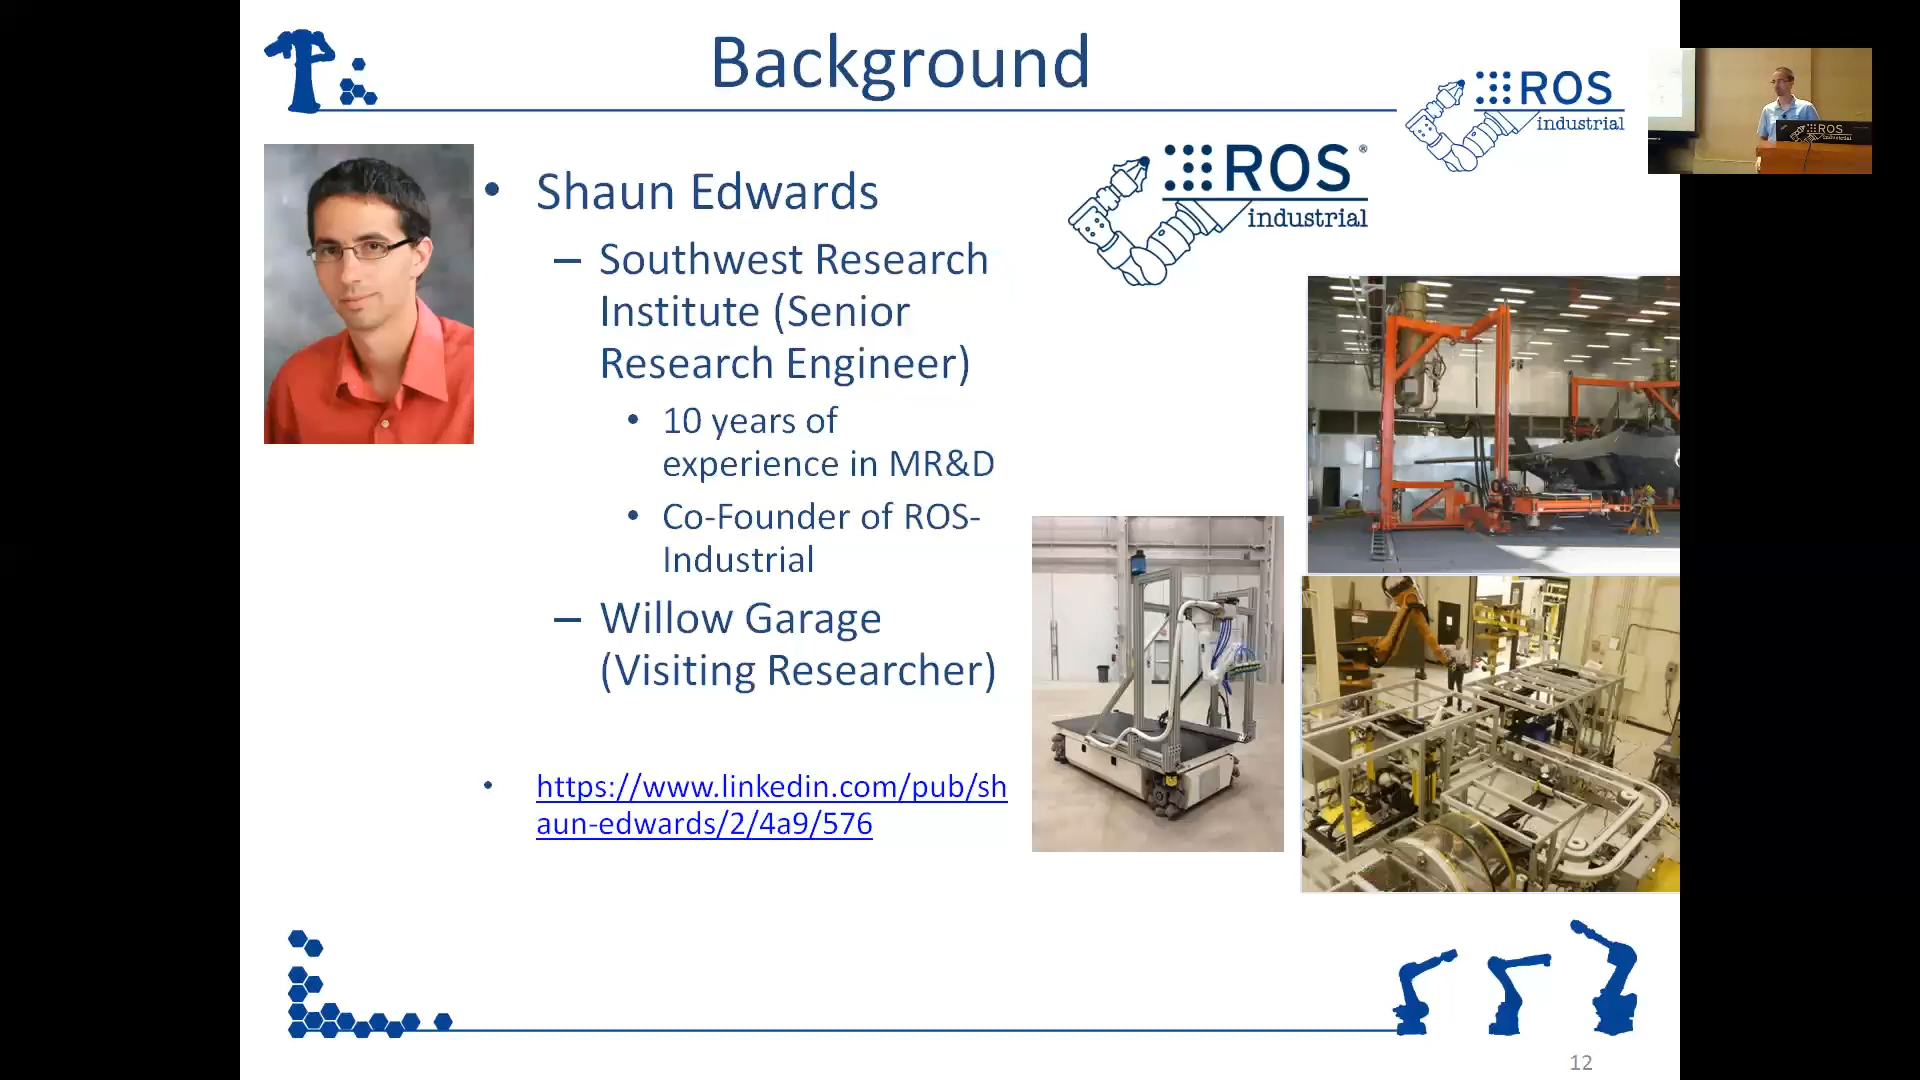 Background
ROS
industrial
ROS
industrial
• Shaun Edwards
ROS®
industrial
– Southwest Research
Institute (Senior
Research Engineer)
• 10 years of
experience in MR&D
• Co-Founder of ROS-
Industrial
– Willow Garage
(Visiting Researcher)
• https://www.linkedin.com/pub/sh
aun-edwards/2/4a9/576
12